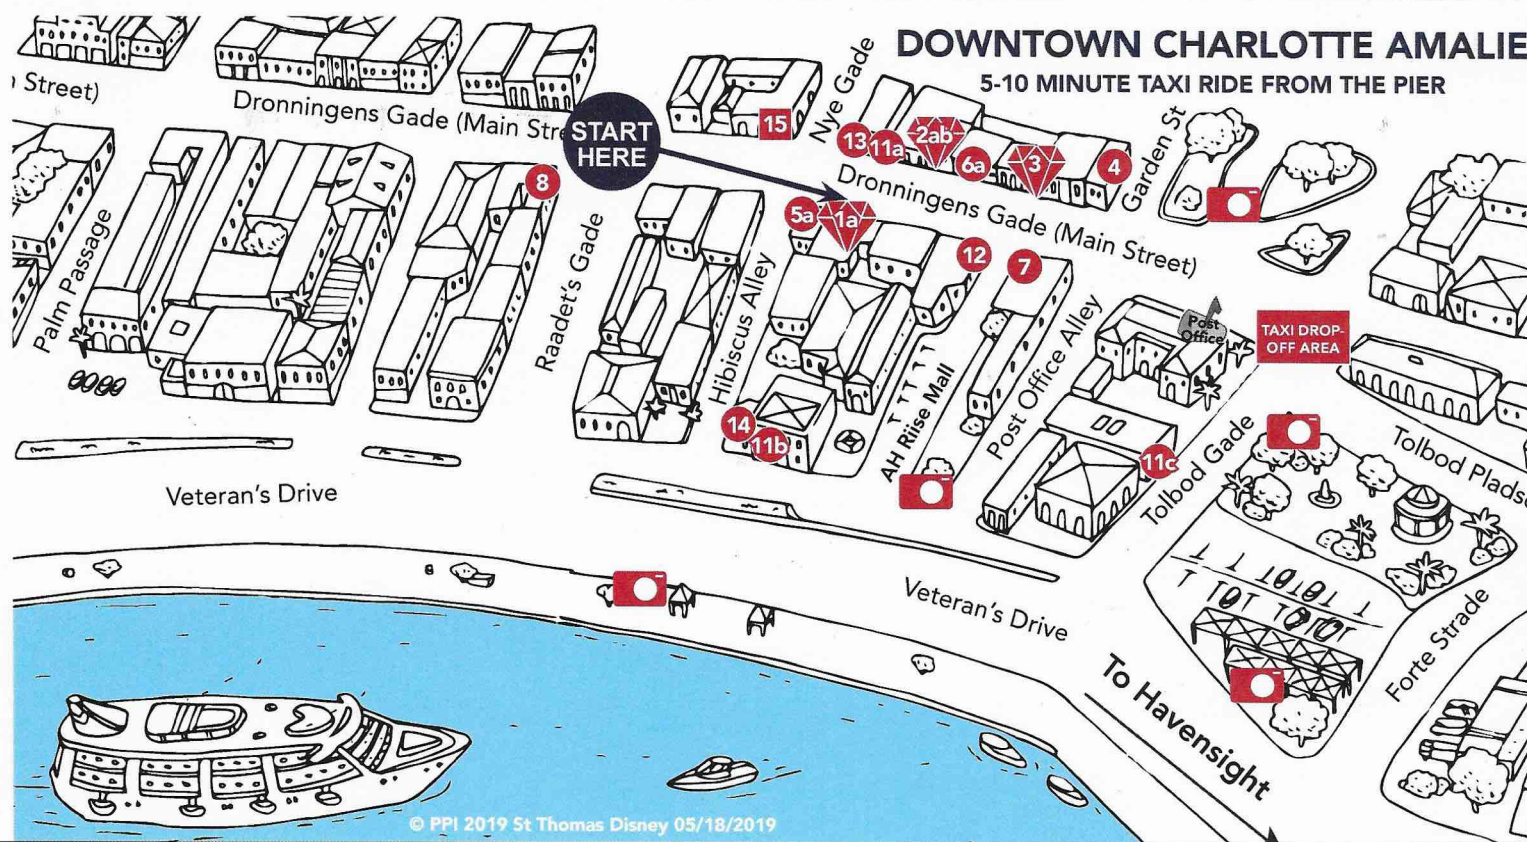 DOWNTOWN CHARLOTTE AMALIE
5-10 MINUTE TAXI RIDE FROM THE PIER
Street)
Dronningens Gade (Main Stre
START
HERE
15
Nye Gade
13
11a
2ab
6a
3
4
Garden St
8
5a
1a
Dronningens Gade (Main Street)
12
7
Palm Passage
Raadet's Gade
Hibiscus Alley
AH Riise Mall
Post Office Alley
Post
Office
TAXI DROP-
OFF AREA
14
11b
11c
Tolbod Gade
Tolbod Plads
Veteran's Drive
Veteran's Drive
Forte Strade
To Havensight
© PPI 2019 St Thomas Disney 05/18/2019